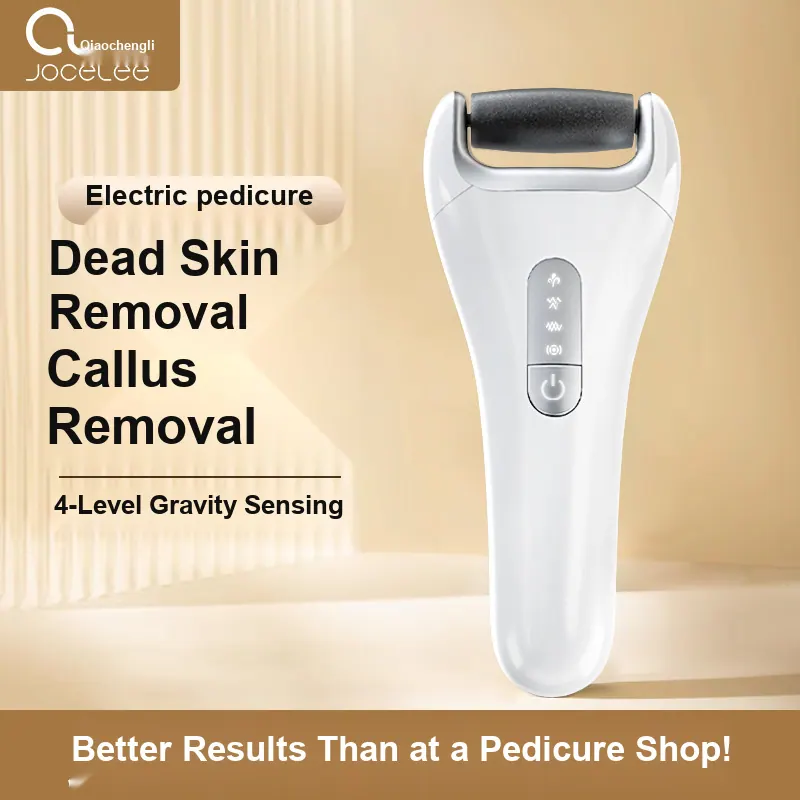 Qiaochengli
JOCELEE
Electric pedicure
Dead Skin
Removal
Callus
Removal
4-Level Gravity Sensing
Better Results Than at a Pedicure Shop!